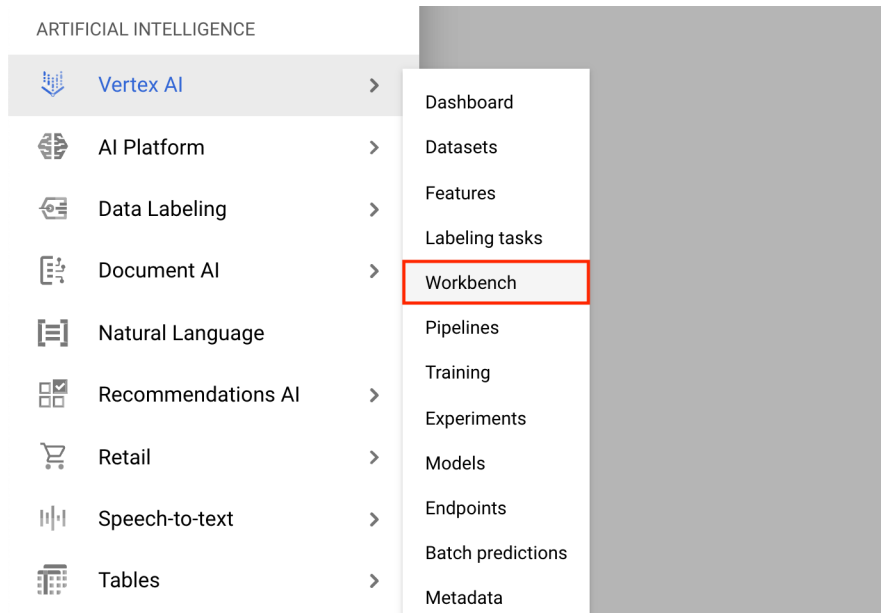 ARTIFICIAL INTELLIGENCE
Vertex AI
AI Platform
Data Labeling
Document AI
Natural Language
Recommendations AI
Retail
Speech-to-text
Tables
Dashboard
Datasets
Features
Labeling tasks
Workbench
Pipelines
Training
Experiments
Models
Endpoints
Batch predictions
Metadata